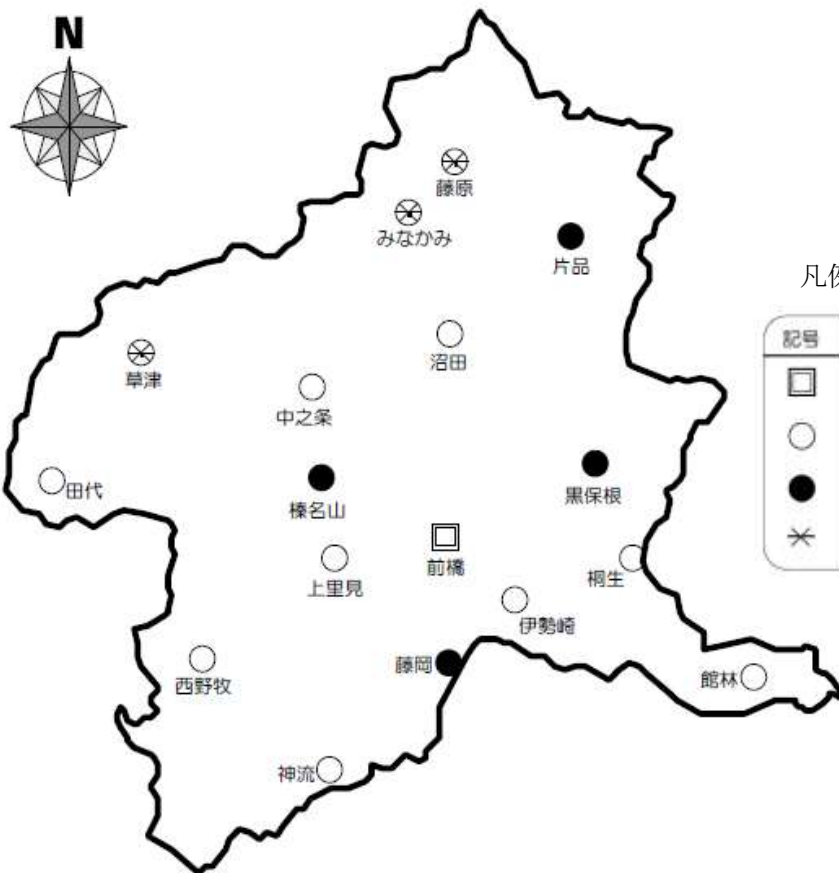 N
藤原
みなかみ
片品
凡例
記号
沼田
草津
中之条
田代
榛名山
黒保根
前橋
上里見
桐生
伊勢崎
藤岡
館林
西野牧
神流